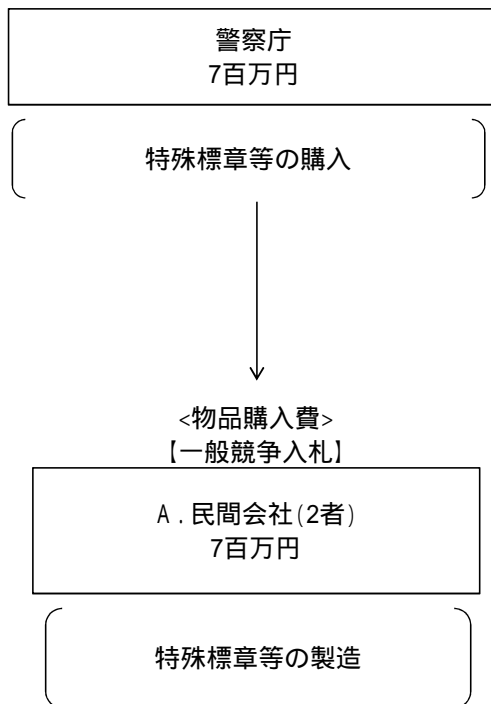 警察庁
7百万円
特殊標章等の購入
<物品購入費>
【一般競争入札】
A．民間会社(2者)
7百万円
特殊標章等の製造